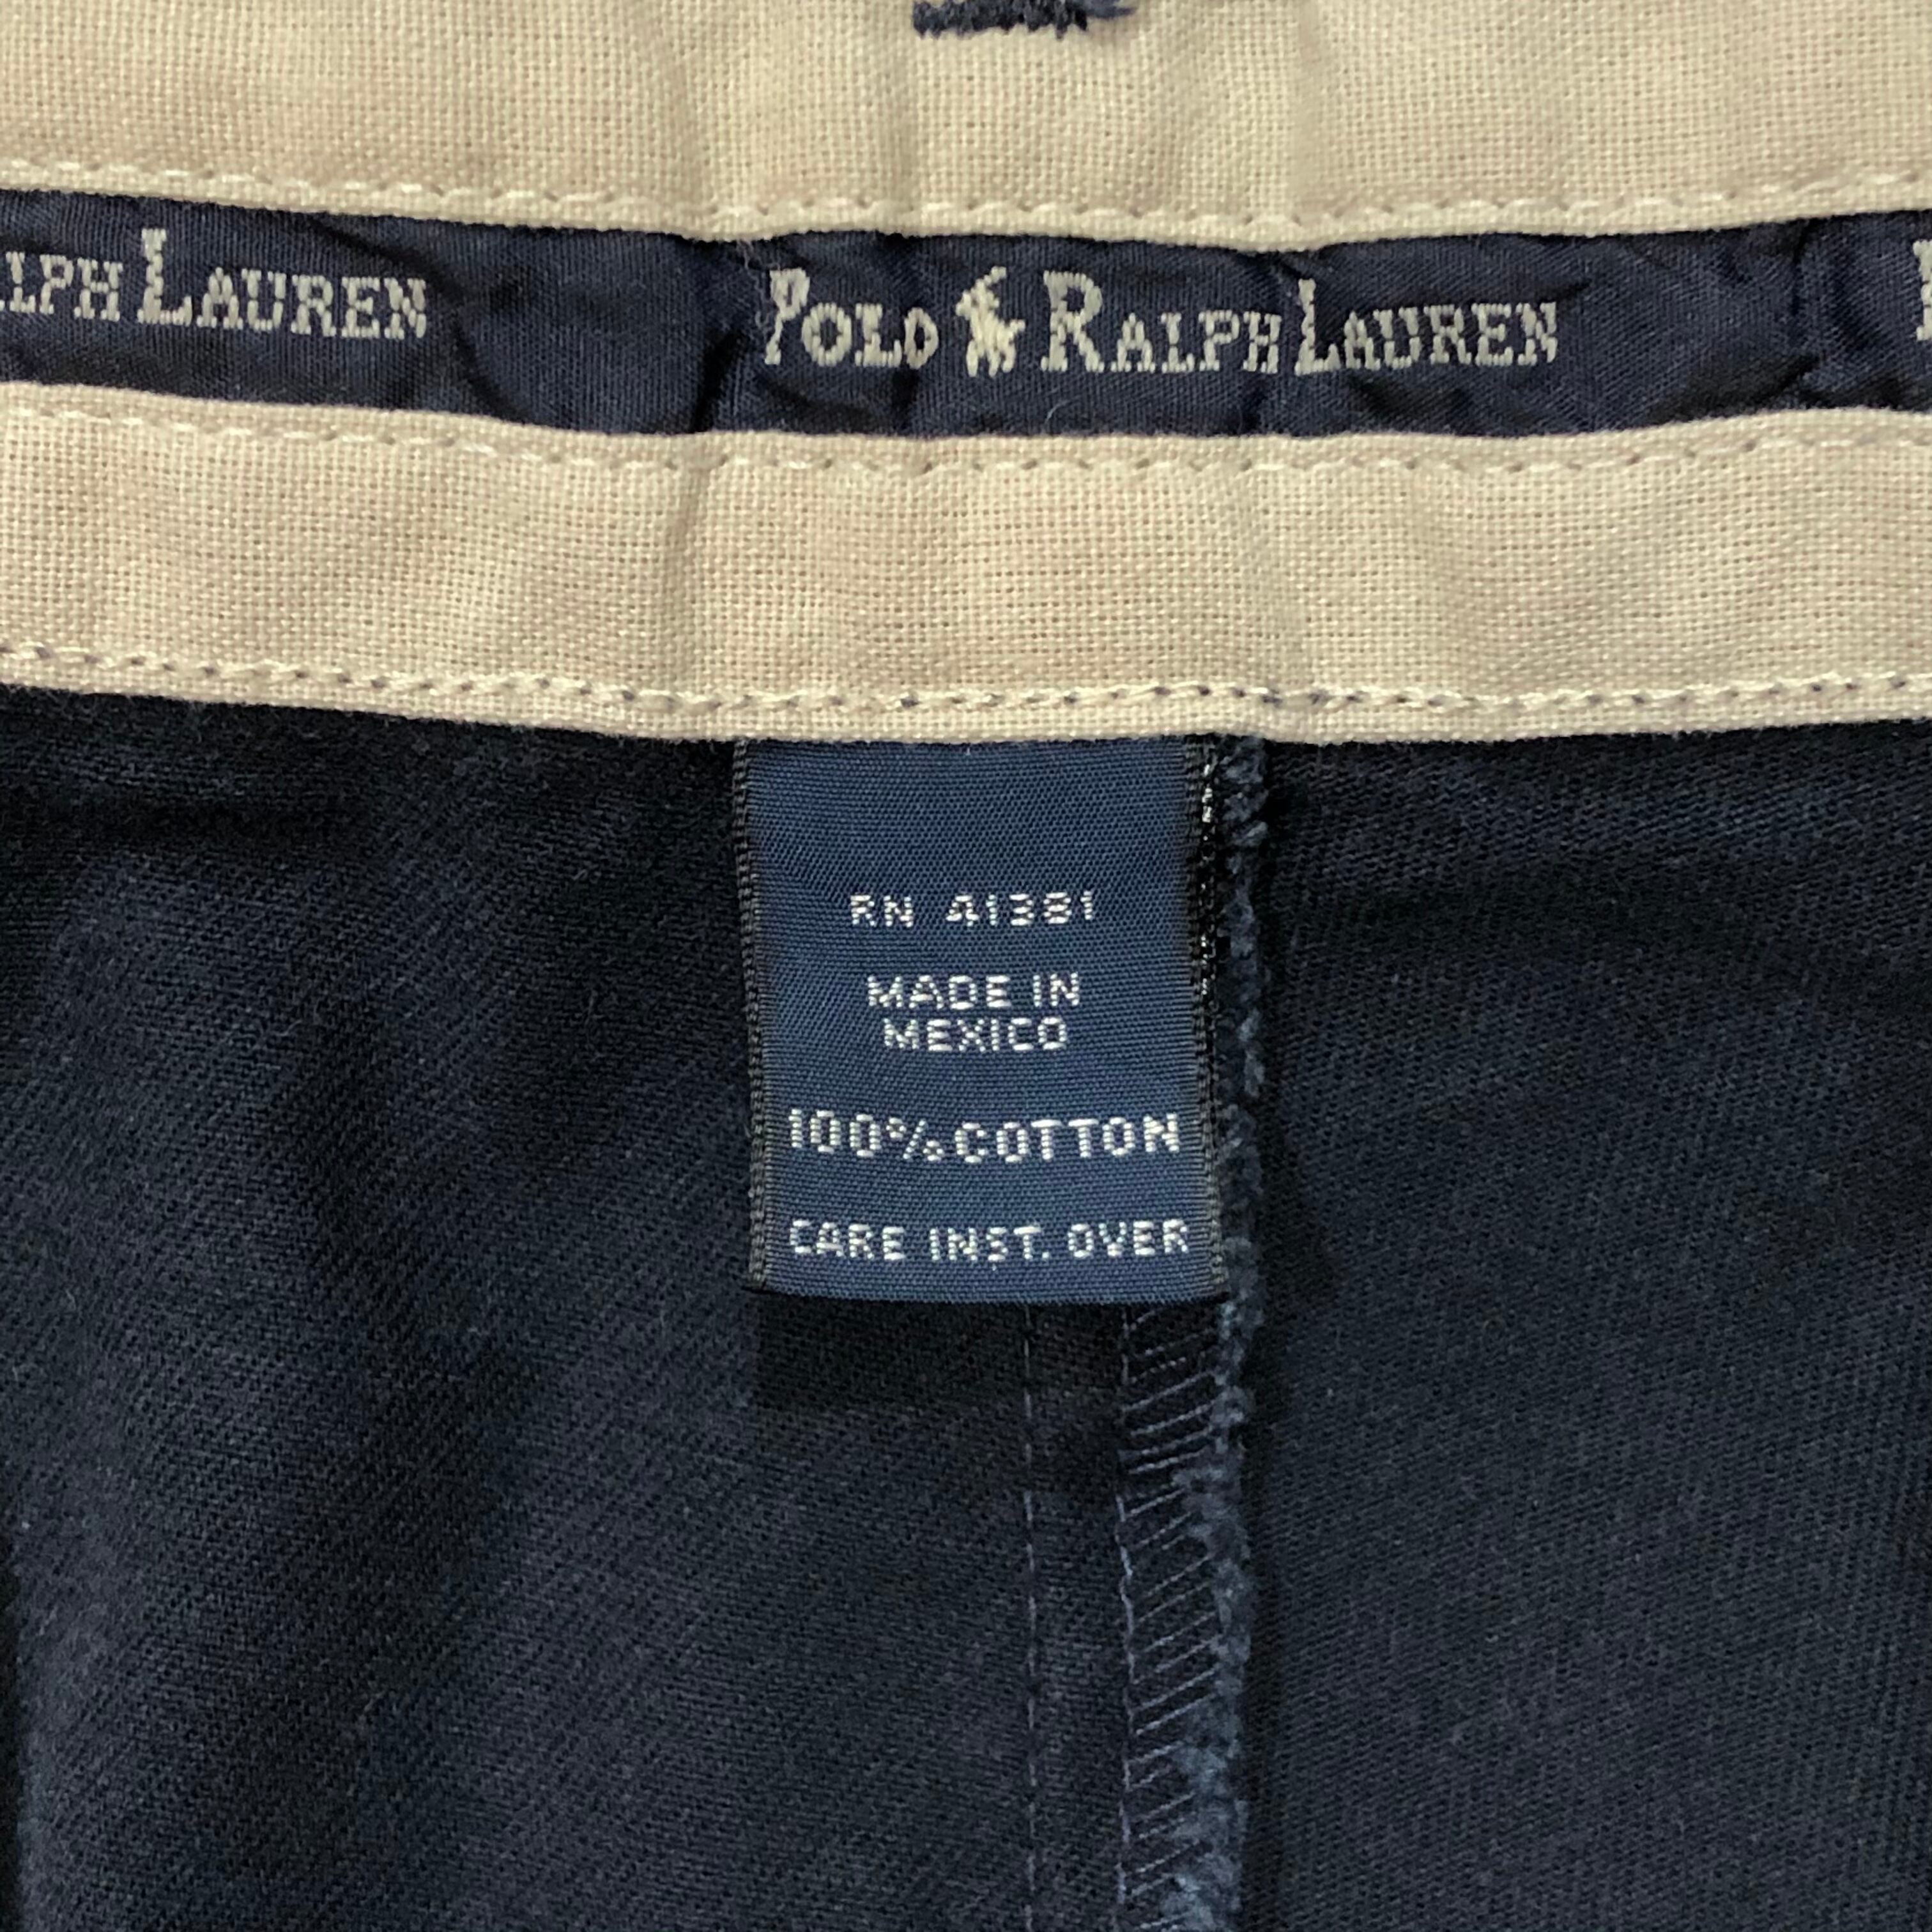 LPH LAUREN
POLO RALPH LAUREN
RN 41381
MADE IN
MEXICO
100% COTTON
CARE INST. OVER